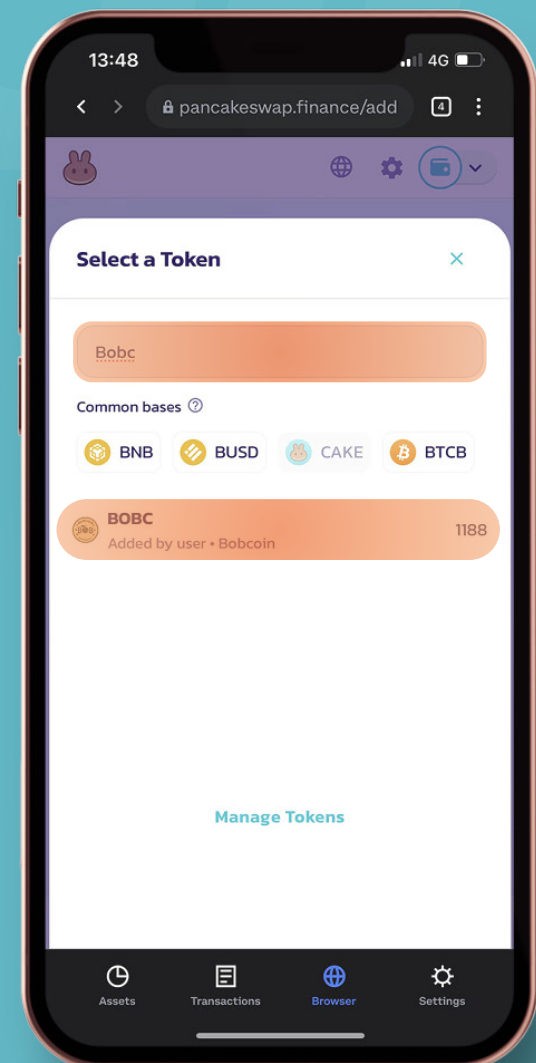 13:48
4G
pancakeswap.finance/add
4
Select a Token
Bobc
Common bases
BNB BUSD CAKE BTCB
BOBC
1188
Added by user • Bobcoin
Manage Tokens
Assets Transactions Browser Settings